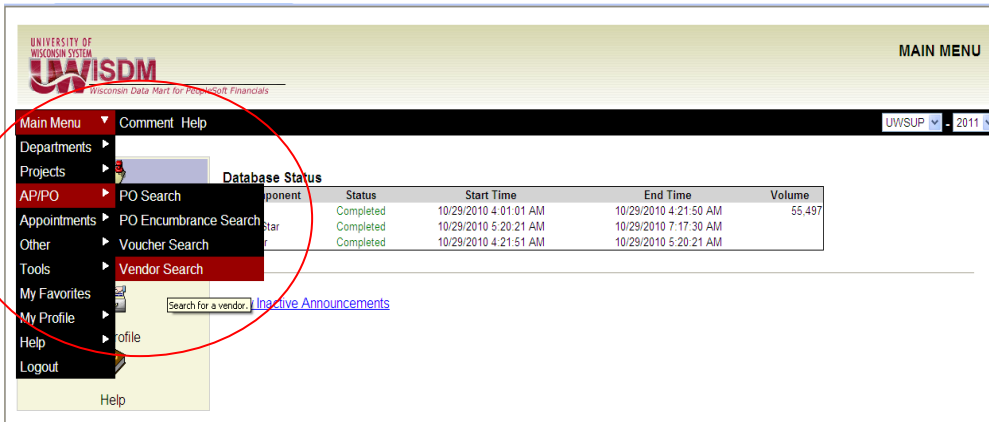 UNIVERSITY OF
WISCONSIN SYSTEM
UWISDM
Wisconsin Data Mart for PeopleSoft Financials
MAIN MENU
Main Menu Comment Help
UWSUP - 2011
Departments
Projects
AP/PO
Appointments
Other
Tools
My Favorites
My Profile
Help
Logout
PO Search
PO Encumbrance Search
Voucher Search
Vendor Search
Search for a vendor.
Database Status
ponent Status Start Time End Time Volume
Completed 10/29/2010 4:01:01 AM 10/29/2010 4:21:50 AM 55,497
Star Completed 10/29/2010 5:20:21 AM 10/29/2010 7:17:30 AM
r Completed 10/29/2010 4:21:51 AM 10/29/2010 5:20:21 AM
Inactive Announcements
rofile
Help